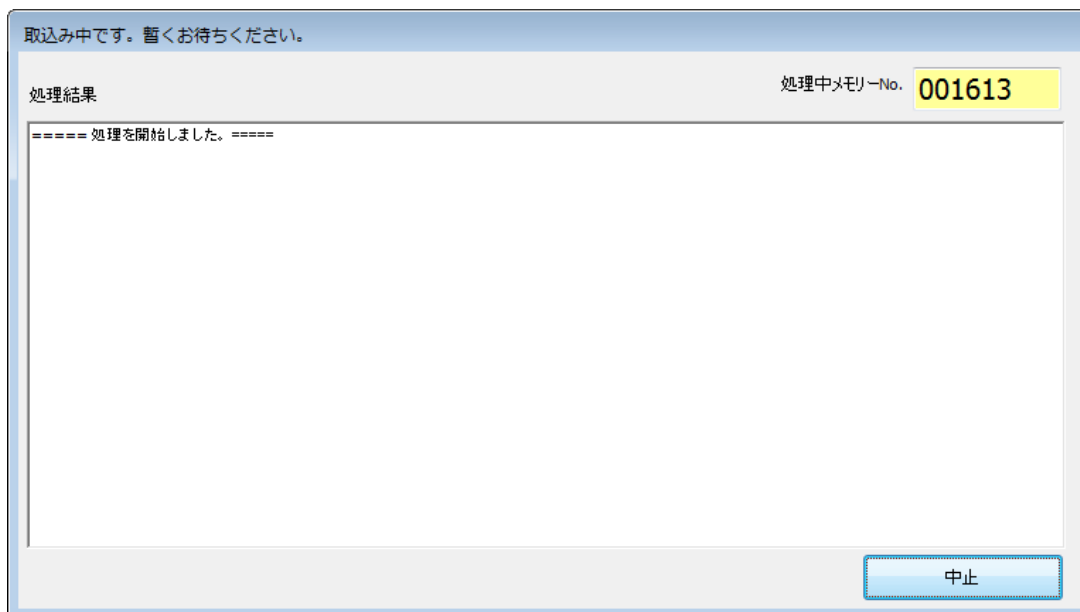 取込み中です。暫くお待ちください。
処理中メモリーNo. 001613
処理結果
===== 処理を開始しました。=====
中止